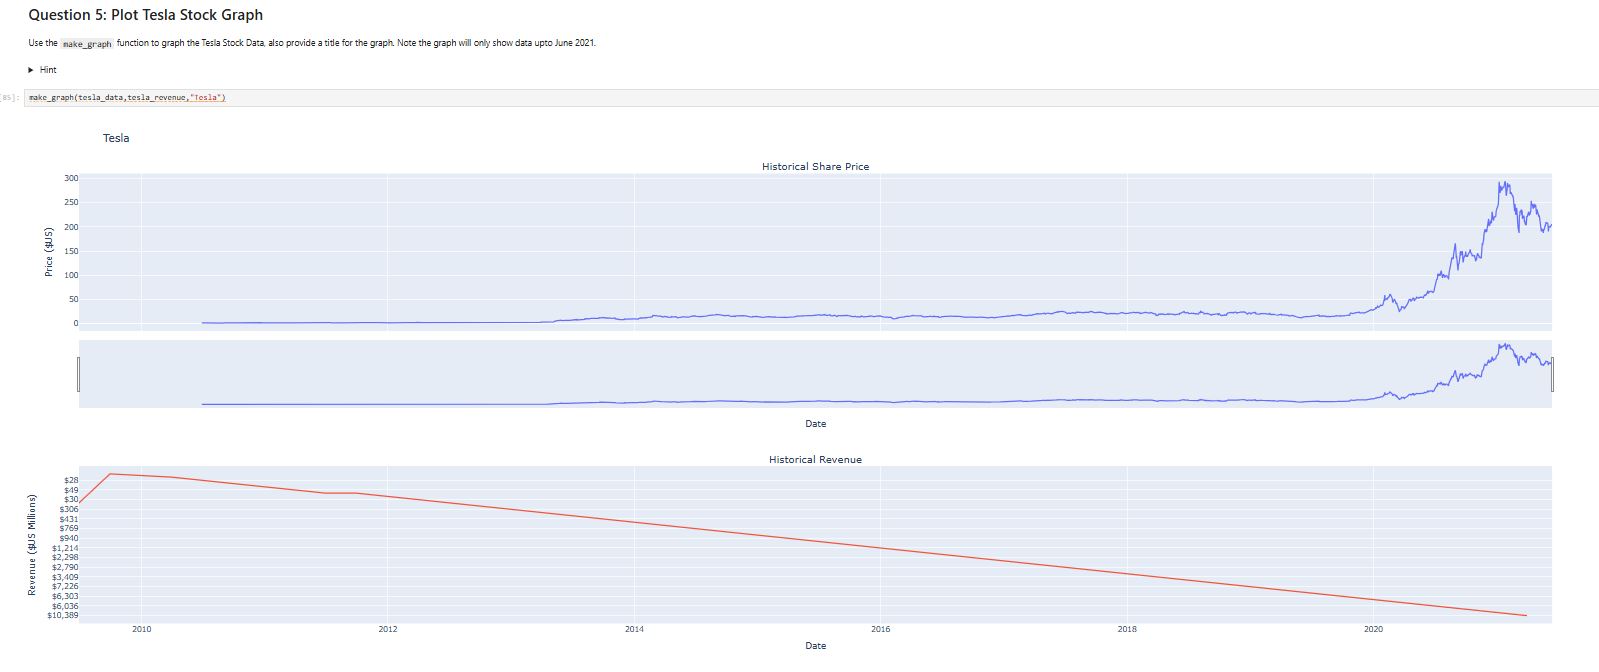 Question 5: Plot Tesla Stock Graph
Use the make_graph function to graph the Tesla Stock Data, also provide a title for the graph. Note the graph will only show data upto June 2021.
Hint
[85]: make_graph(tesla_data,tesla_revenue,"Tesla")
Tesla
Historical Share Price
300
250
200
150
100
50
0
Price ($US)
2010 2012 2014 2016 2018 2020
Date
Historical Revenue
$28
$49
$30
$306
$431
$769
$940
$1,214
$2,298
$2,790
$3,409
$7,226
$6,303
$6,036
$10,389
Revenue ($US Millions)
Date